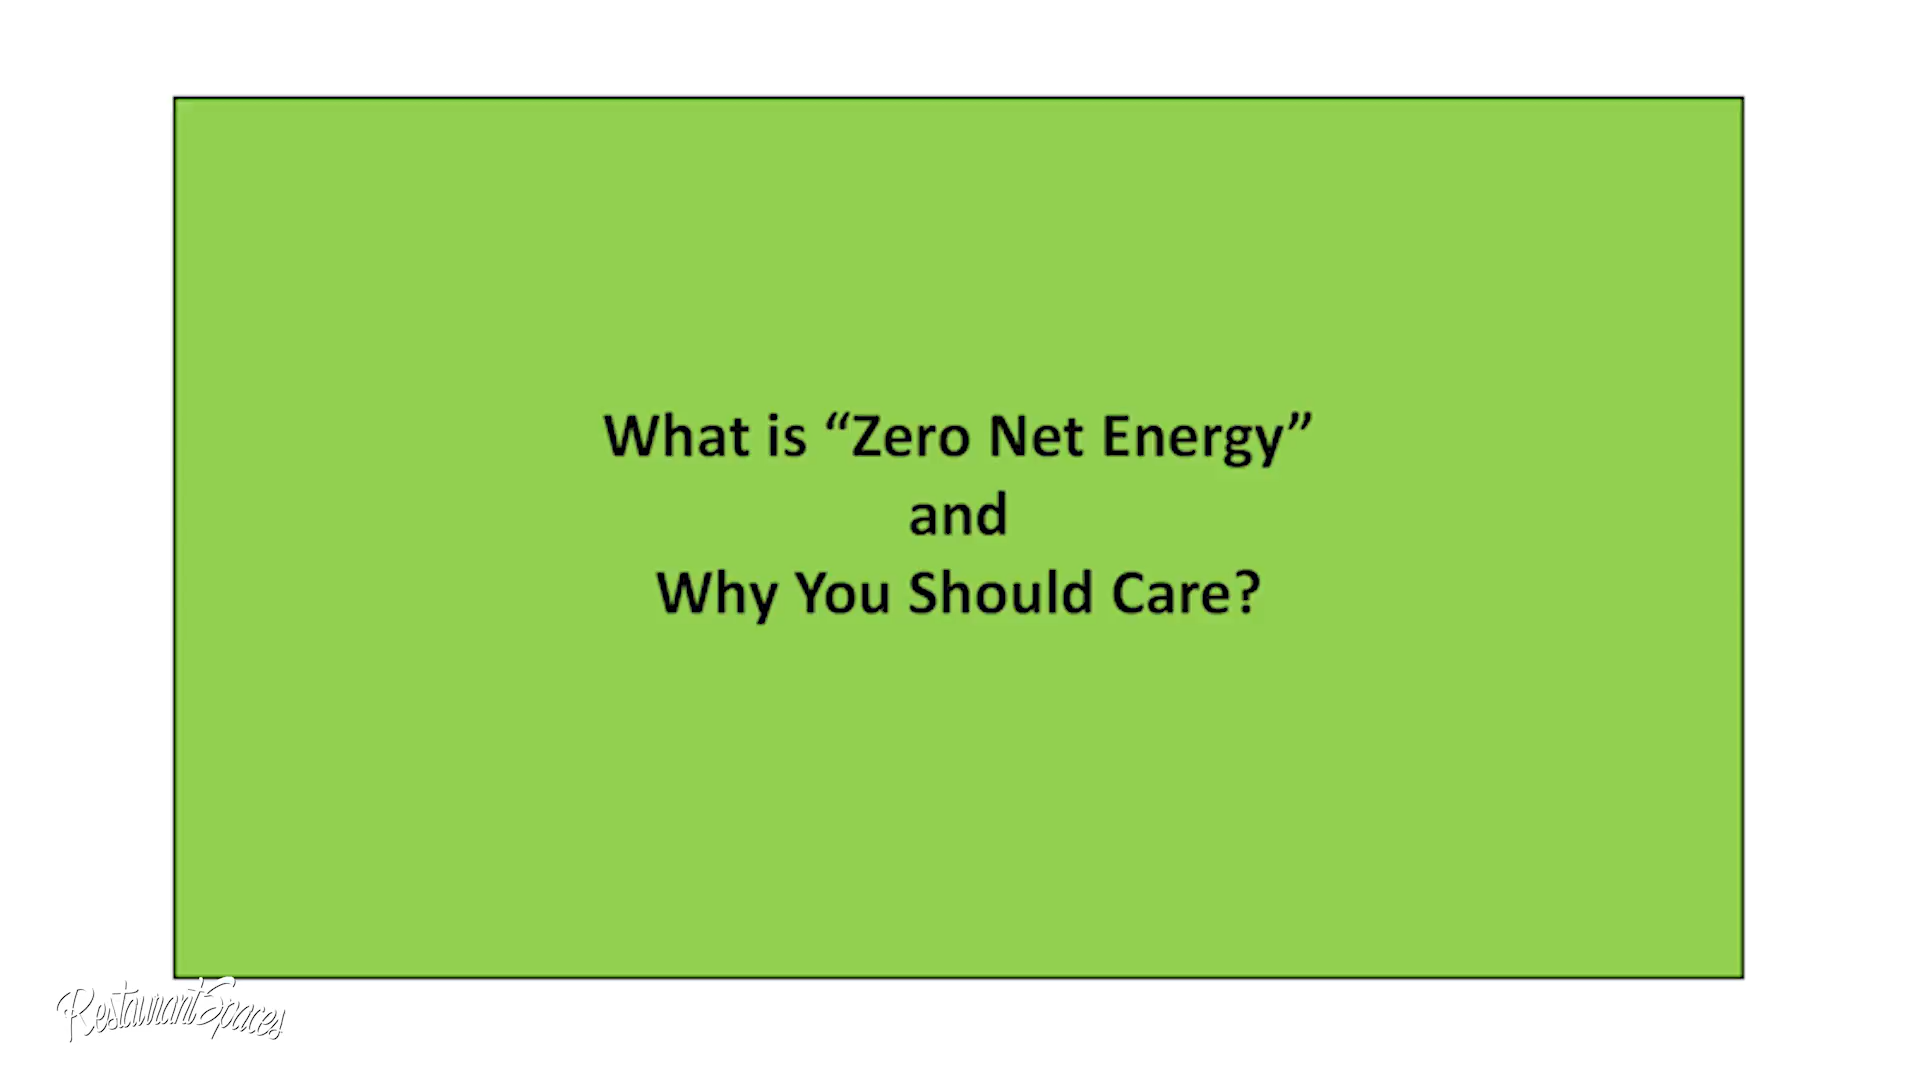 What is “Zero Net Energy”
and
Why You Should Care?
RestaurantSpaces